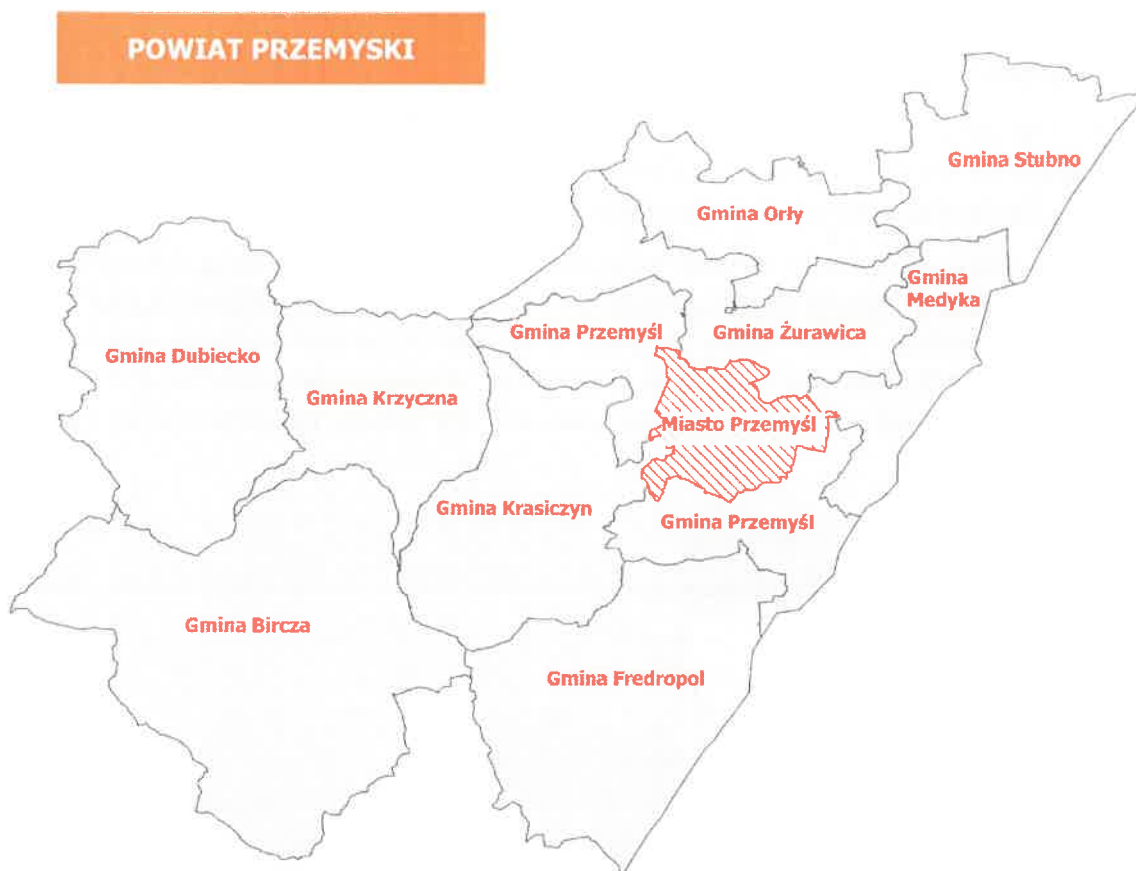 POWIAT PRZEMYSKI
Gmina Stubno
Gmina Orły
Gmina
Medyka
Gmina Przemyśl
Gmina Żurawica
Gmina Dubiecko
Gmina Krzyczna
Miasto Przemyśl
Gmina Krasiczyn
Gmina Przemyśl
Gmina Bircza
Gmina Fredropol